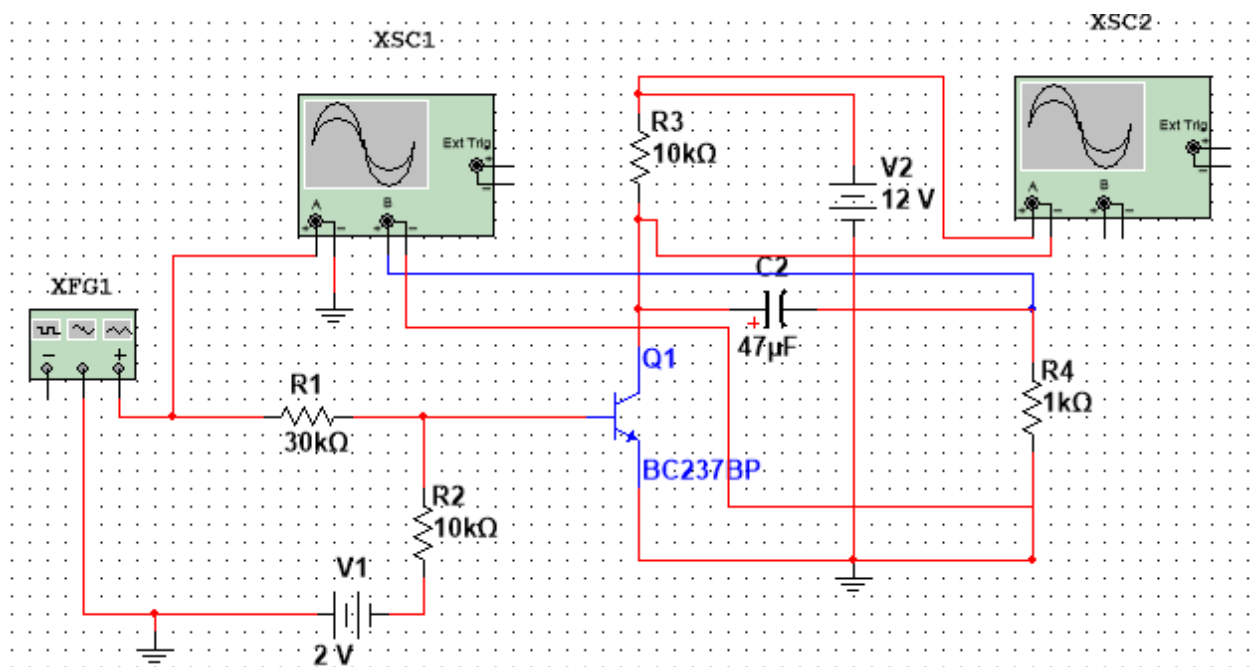 XSC1
XSC2
Ext Trig
+
−
A
B
+ − + −
Ext Trig
+
−
A
B
+ − + −
R3
10kΩ
V2
12 V
XFG1
− +
C2
+
47µF
Q1
R1
30kΩ
R4
1kΩ
BC237BP
R2
10kΩ
V1
2 V